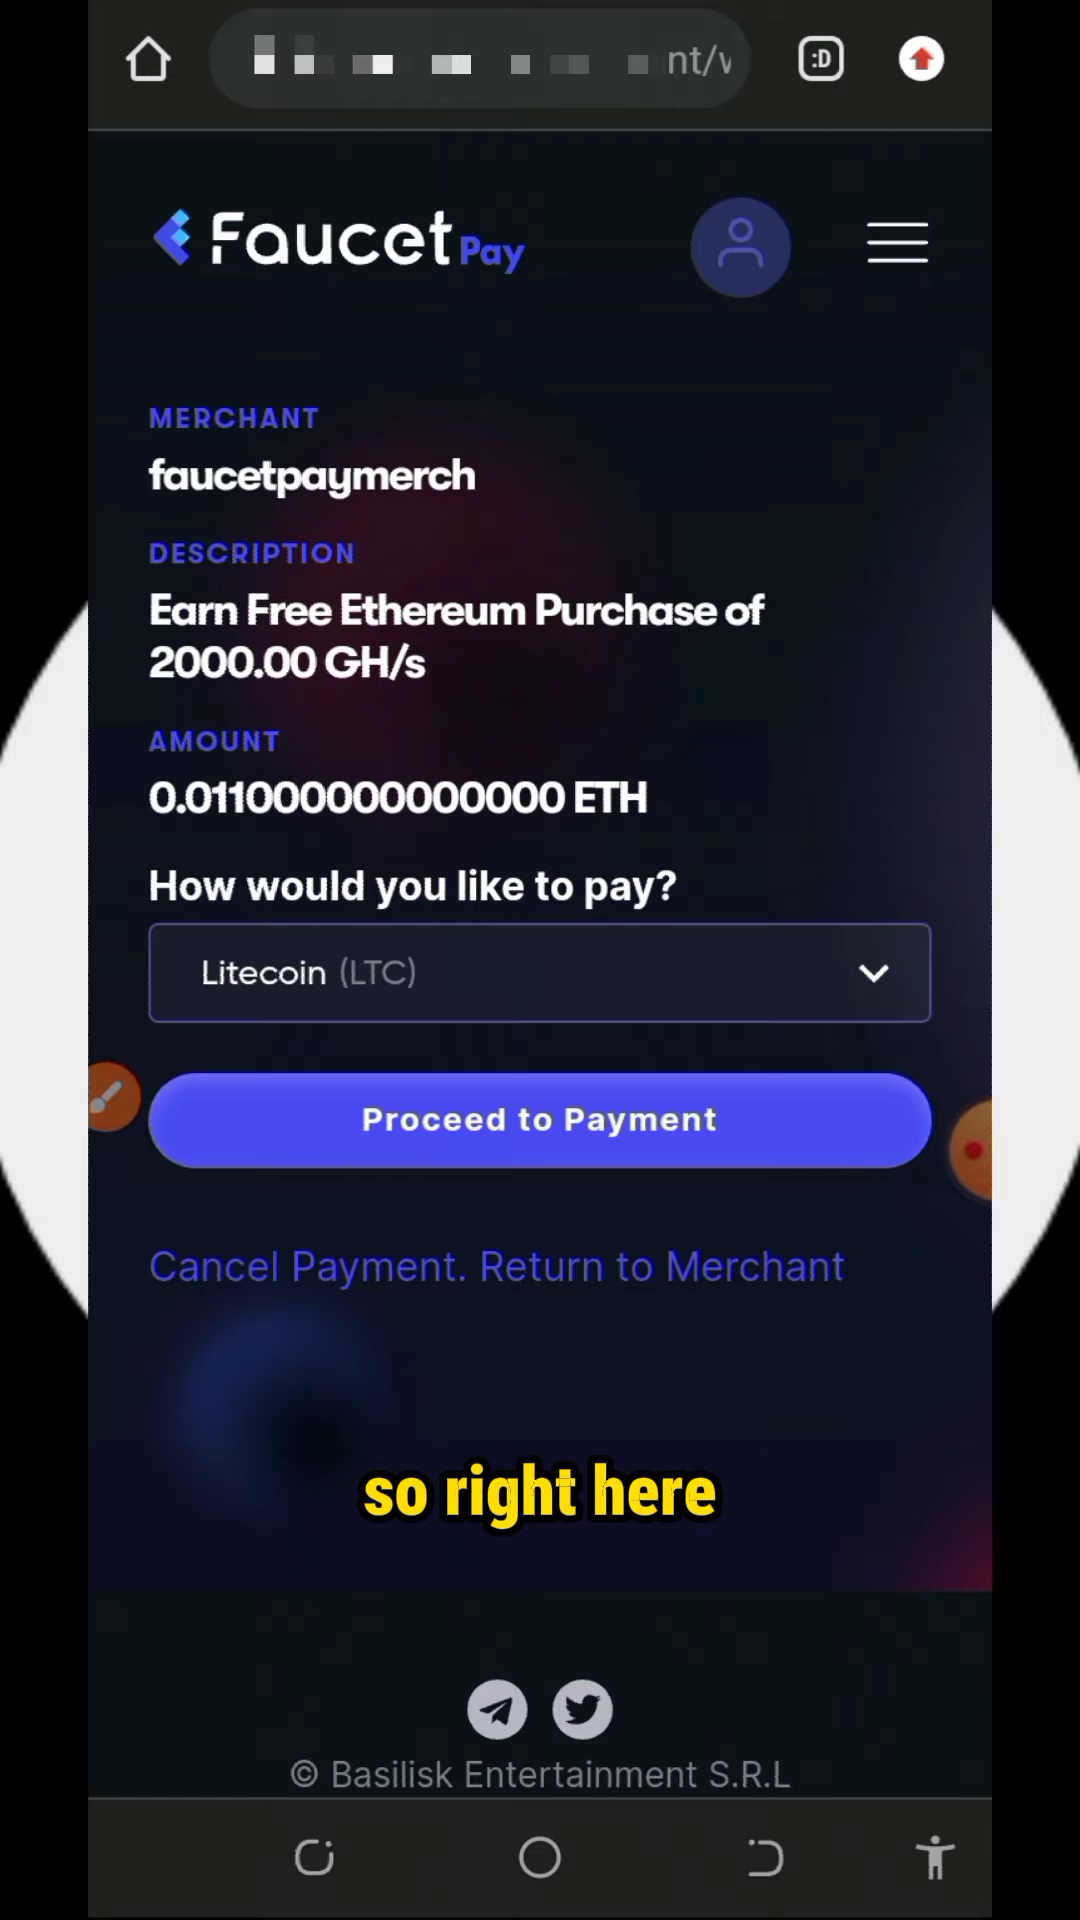 nt/v
:D
Faucet Pay
MERCHANT
faucetpaymerch
DESCRIPTION
Earn Free Ethereum Purchase of
2000.00 GH/s
AMOUNT
0.011000000000000 ETH
How would you like to pay?
Litecoin (LTC)
Proceed to Payment
Cancel Payment. Return to Merchant
so right here
© Basilisk Entertainment S.R.L